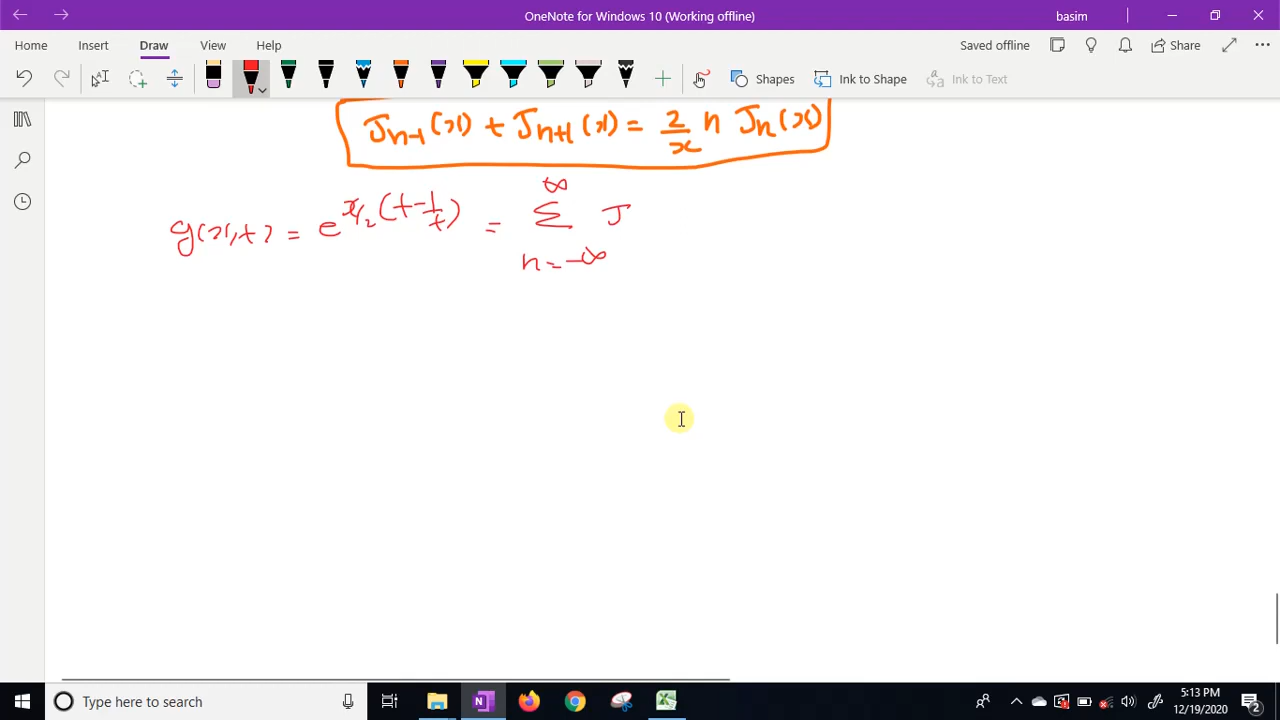 OneNote for Windows 10 (Working offline)
basim
Home Insert Draw View Help
Saved offline
Share
Shapes
Ink to Shape
Ink to Text
Jn-1(x) + Jn+1(x) = 2/x n Jn(x)
g(x,t) = e^x/2(t-1/t) = ∞ Σ n=-∞ J
Type here to search
5:13 PM
12/19/2020
2